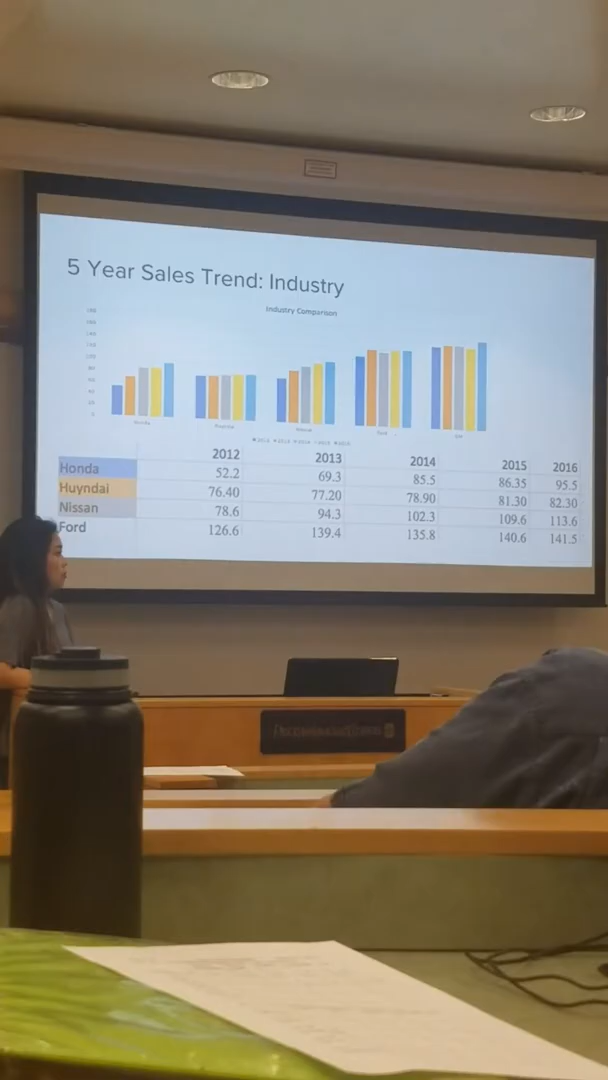 5 Year Sales Trend: Industry
Industry Comparison
Honda
2012 2013 2014 2015 2016
Honda 52.2 69.3 85.5 86.35 95.5
Huyndai 76.40 77.20 78.90 81.30 82.30
Nissan 78.6 94.3 102.3 109.6 113.6
Ford 126.6 139.4 135.8 140.6 141.5